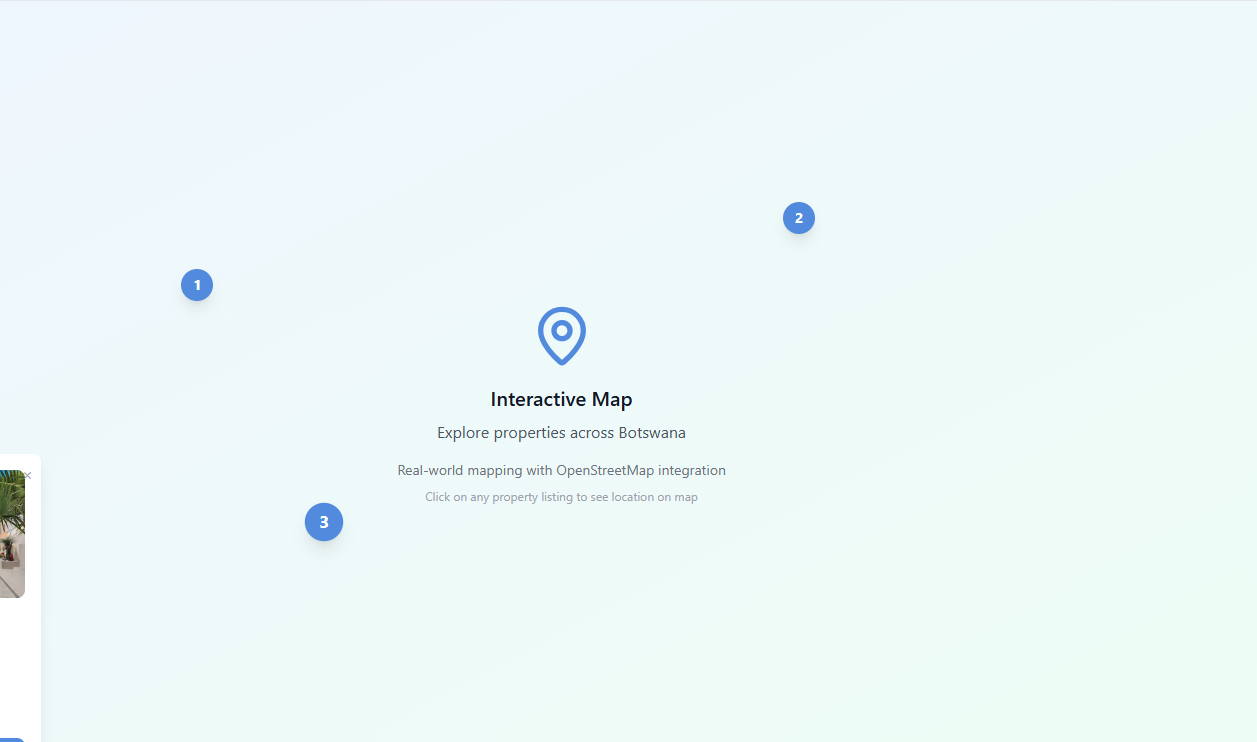 2
1
Interactive Map
Explore properties across Botswana
Real-world mapping with OpenStreetMap integration
Click on any property listing to see location on map
3